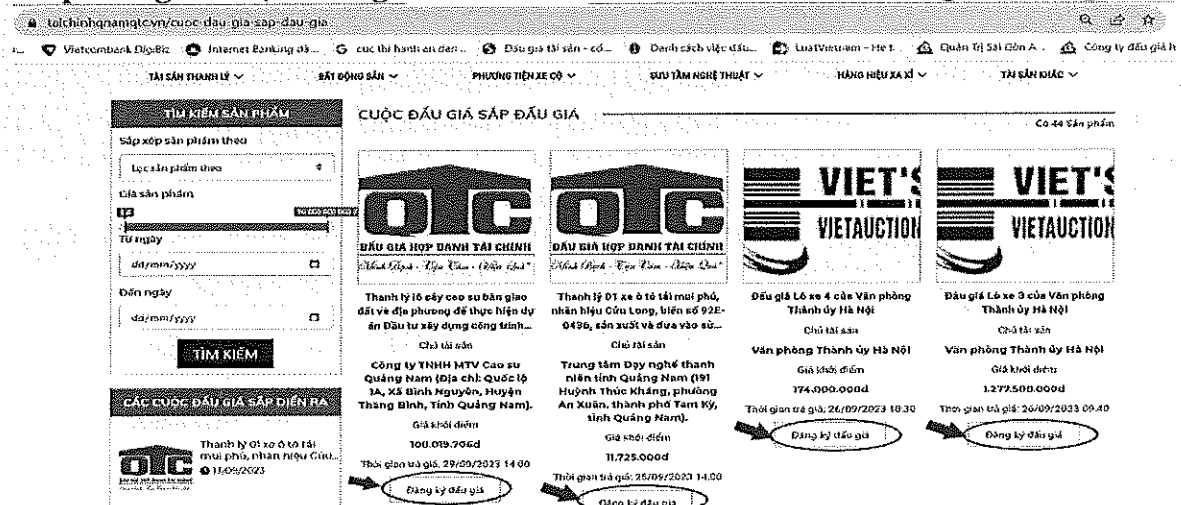 taichinhqnamqtc.vn/cuoc-dau-gia-sap-dau-gia
Vietcombank DigiBiz
Internet Banking dà...
cuc thi hanh an dan ..
Đấu giá tài sản - cổ...
Danh sách việc đấu...
LuatVietnam - Hệ t..
Quản Trị Sài Gòn A .
Công ty đấu giá h
TÀI SẢN THANH LÝ
BẤT ĐỘNG SẢN
PHƯƠNG TIỆN XE CỘ
SƯU TẦM NGHỆ THUẬT
HÀNG HIỆU XA XỈ
TÀI SẢN KHÁC
TÌM KIẾM SẢN PHẨM
Sắp xếp sản phẩm theo
Lọc sản phẩm theo
Giá sản phẩm
Từ ngày
dd/mm/yyyy
Đến ngày
dd/mm/yyyy
TÌM KIẾM
CÁC CUỘC ĐẤU GIÁ SẮP DIỄN RA
Thanh lý 01 xe ô tô tải
mui phủ, nhãn hiệu Cửu...
11/09/2023
CUỘC ĐẤU GIÁ SẮP ĐẤU GIÁ
Có 44 Sản phẩm
QTC
ĐẤU GIÁ HỢP DANH TÀI CHÍNH
Thanh lý lô cây cao su bàn giao
đất về địa phương để thực hiện dự
án Đầu tư xây dựng công trình...
Chủ tài sản
Công ty TNHH MTV Cao su
Quảng Nam (Địa chỉ: Quốc lộ
1A, Xã Bình Nguyên, Huyện
Thăng Bình, Tỉnh Quảng Nam).
Giá khởi điểm
108.019.706đ
Thời gian trả giá: 29/09/2023 14:00
Đăng ký đấu giá
QTC
ĐẤU GIÁ HỢP DANH TÀI CHÍNH
Thanh lý 01 xe ô tô tải mui phủ,
nhãn hiệu Cửu Long, biển số 92E-
0436, sản xuất và đưa vào sử...
Chủ tài sản
Trung tâm Dạy nghề thanh
niên tỉnh Quảng Nam (191
Huỳnh Thúc Kháng, phường
An Xuân, thành phố Tam Kỳ,
tỉnh Quảng Nam).
Giá khởi điểm
11.725.000đ
Thời gian trả giá: 28/09/2023 14:00
Đăng ký đấu giá
VIET'S
VIETAUCTION
Đấu giá Lô xe 4 của Văn phòng
Thành ủy Hà Nội
Chủ tài sản
Văn phòng Thành ủy Hà Nội
Giá khởi điểm
174.000.000đ
Thời gian trả giá: 26/09/2023 10:30
Đăng ký đấu giá
VIET'S
VIETAUCTION
Đấu giá Lô xe 3 của Văn phòng
Thành ủy Hà Nội
Chủ tài sản
Văn phòng Thành ủy Hà Nội
Giá khởi điểm
1.277.500.000đ
Thời gian trả giá: 26/09/2023 09:40
Đăng ký đấu giá